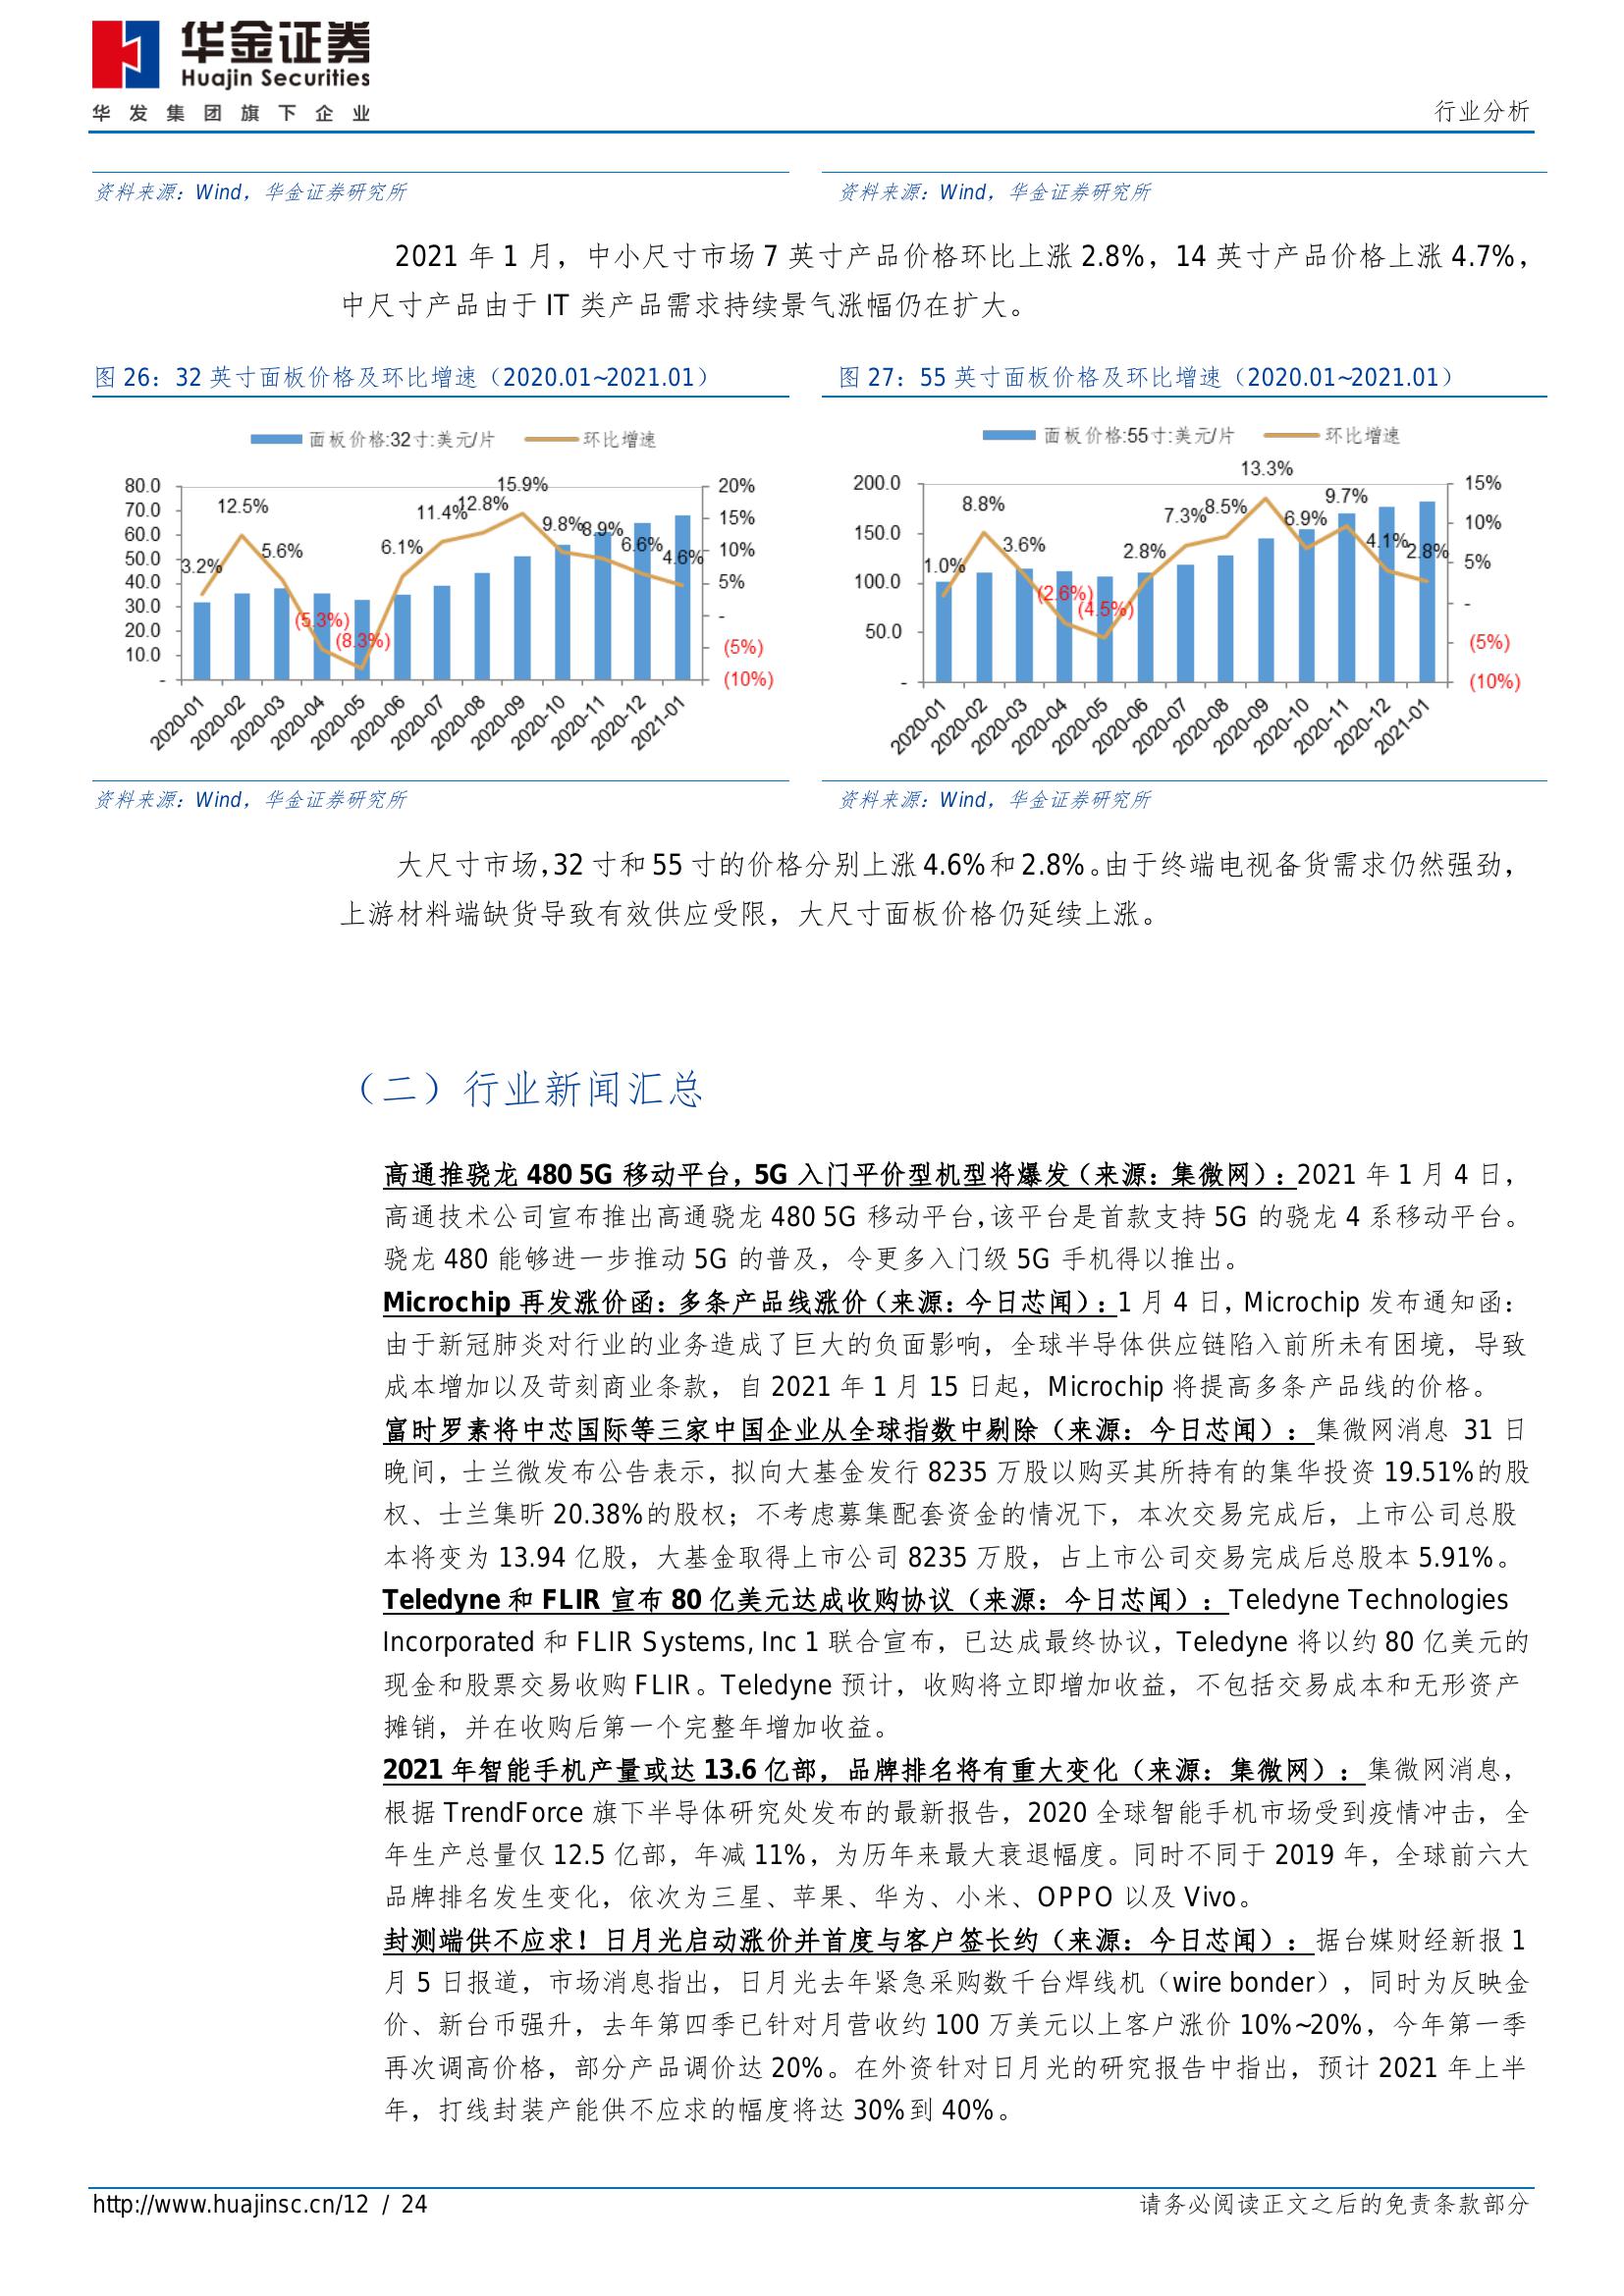 华金证券
Huajin Securities
华发集团旗下企业
行业分析
资料来源：Wind，华金证券研究所
资料来源：Wind，华金证券研究所
2021 年 1 月，中小尺寸市场 7 英寸产品价格环比上涨 2.8%，14 英寸产品价格上涨 4.7%，
中尺寸产品由于 IT 类产品需求持续景气涨幅仍在扩大。
图 26：32 英寸面板价格及环比增速（2020.01~2021.01）
面板价格:32寸:美元/片 环比增速
80.0
70.0
60.0
50.0
40.0
30.0
20.0
10.0
-
3.2%
12.5%
5.6%
(5.3%)
(8.3%)
6.1%
11.4%
12.8%
15.9%
9.8%
8.9%
6.6%
4.6%
20%
15%
10%
5%
-
(5%)
(10%)
2020-01
2020-02
2020-03
2020-04
2020-05
2020-06
2020-07
2020-08
2020-09
2020-10
2020-11
2020-12
2021-01
资料来源：Wind，华金证券研究所
图 27：55 英寸面板价格及环比增速（2020.01~2021.01）
面板价格:55寸:美元/片 环比增速
200.0
150.0
100.0
50.0
-
1.0%
8.8%
3.6%
(2.6%)
(4.5%)
2.8%
7.3%
8.5%
13.3%
6.9%
9.7%
4.1%
2.8%
15%
10%
5%
-
(5%)
(10%)
2020-01
2020-02
2020-03
2020-04
2020-05
2020-06
2020-07
2020-08
2020-09
2020-10
2020-11
2020-12
2021-01
资料来源：Wind，华金证券研究所
大尺寸市场，32 寸和 55 寸的价格分别上涨 4.6%和 2.8%。由于终端电视备货需求仍然强劲，
上游材料端缺货导致有效供应受限，大尺寸面板价格仍延续上涨。
（二）行业新闻汇总
高通推骁龙 480 5G 移动平台，5G 入门平价型机型将爆发（来源：集微网）：2021 年 1 月 4 日，
高通技术公司宣布推出高通骁龙 480 5G 移动平台，该平台是首款支持 5G 的骁龙 4 系移动平台。
骁龙 480 能够进一步推动 5G 的普及，令更多入门级 5G 手机得以推出。
Microchip 再发涨价函：多条产品线涨价（来源：今日芯闻）：1 月 4 日，Microchip 发布通知函：
由于新冠肺炎对行业的业务造成了巨大的负面影响，全球半导体供应链陷入前所未有困境，导致
成本增加以及苛刻商业条款，自 2021 年 1 月 15 日起，Microchip 将提高多条产品线的价格。
富时罗素将中芯国际等三家中国企业从全球指数中剔除（来源：今日芯闻）：集微网消息 31 日
晚间，士兰微发布公告表示，拟向大基金发行 8235 万股以购买其所持有的集华投资 19.51%的股
权、士兰集昕 20.38%的股权；不考虑募集配套资金的情况下，本次交易完成后，上市公司总股
本将变为 13.94 亿股，大基金取得上市公司 8235 万股，占上市公司交易完成后总股本 5.91%。
Teledyne 和 FLIR 宣布 80 亿美元达成收购协议（来源：今日芯闻）：Teledyne Technologies
Incorporated 和 FLIR Systems, Inc 1 联合宣布，已达成最终协议，Teledyne 将以约 80 亿美元的
现金和股票交易收购 FLIR。Teledyne 预计，收购将立即增加收益，不包括交易成本和无形资产
摊销，并在收购后第一个完整年增加收益。
2021 年智能手机产量或达 13.6 亿部，品牌排名将有重大变化（来源：集微网）：集微网消息，
根据 TrendForce 旗下半导体研究处发布的最新报告，2020 全球智能手机市场受到疫情冲击，全
年生产总量仅 12.5 亿部，年减 11%，为历年来最大衰退幅度。同时不同于 2019 年，全球前六大
品牌排名发生变化，依次为三星、苹果、华为、小米、OPPO 以及 Vivo。
封测端供不应求！日月光启动涨价并首度与客户签长约（来源：今日芯闻）：据台媒财经新报 1
月 5 日报道，市场消息指出，日月光去年紧急采购数千台焊线机（wire bonder），同时为反映金
价、新台币强升，去年第四季已针对月营收约 100 万美元以上客户涨价 10%~20%，今年第一季
再次调高价格，部分产品调价达 20%。在外资针对日月光的研究报告中指出，预计 2021 年上半
年，打线封装产能供不应求的幅度将达 30%到 40%。
http://www.huajinsc.cn/12 / 24
请务必阅读正文之后的免责条款部分